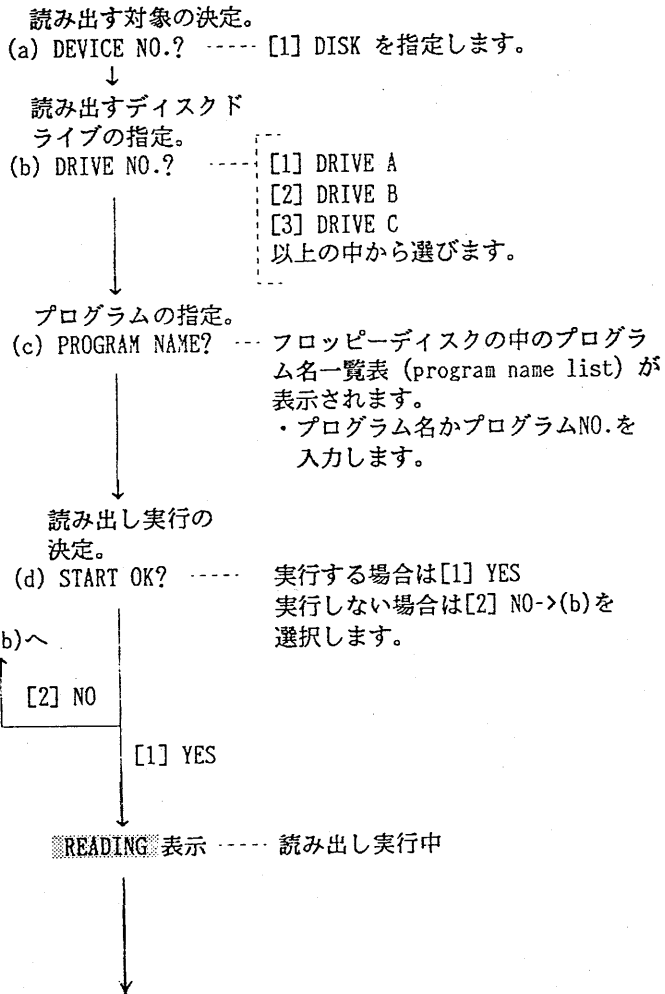 読み出す対象の決定。
(a) DEVICE NO.? ----- [1] DISK を指定します。
↓
読み出すディスクド
ライブの指定。
(b) DRIVE NO.? ---- [1] DRIVE A
[2] DRIVE B
[3] DRIVE C
以上の中から選びます。
プログラムの指定。
(c) PROGRAM NAME? --- フロッピーディスクの中のプログラ
ム名一覧表 (program name list) が
表示されます。
・プログラム名かプログラムNO.を
入力します。
読み出し実行の
決定。
(d) START OK? ----- 実行する場合は[1] YES
実行しない場合は[2] NO->(b)を
選択します。
b)へ
[2] NO
[1] YES
READING 表示 ----- 読み出し実行中